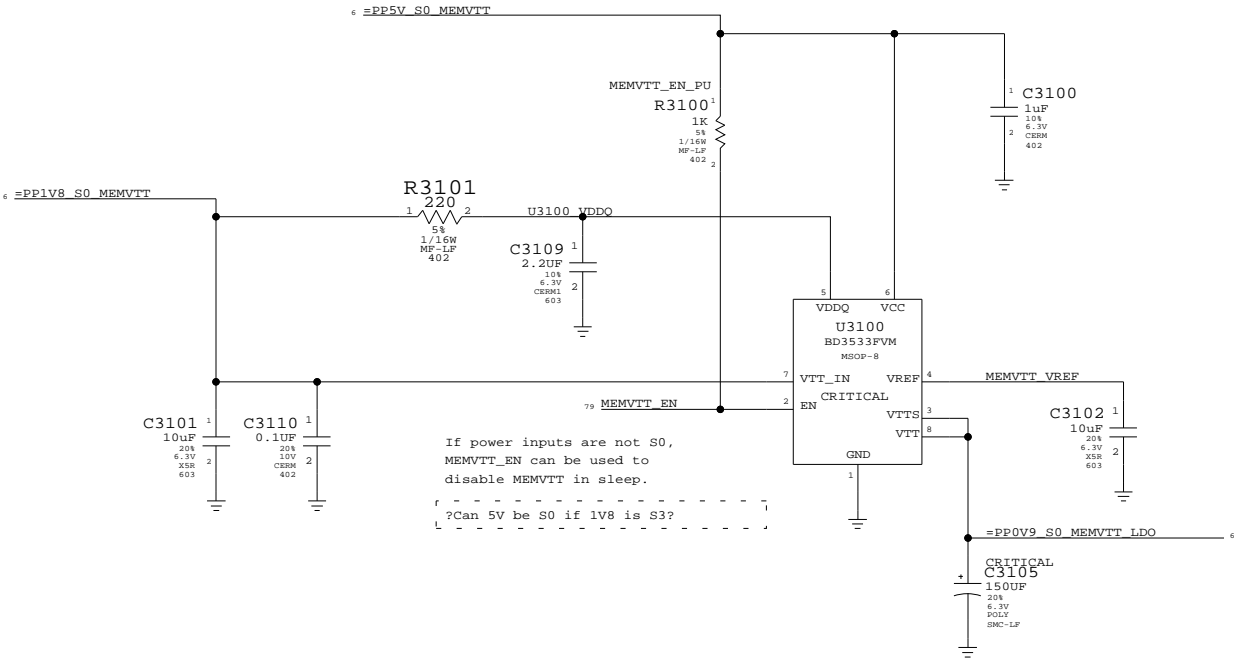 6 =PP5V_S0_MEMVTT
MEMVTT_EN_PU
R3100 1
1K
5%
1/16W
MF-LF
402 2
1 C3100
1uF
10%
6.3V
2 CERM
402
6 =PP1V8_S0_MEMVTT
R3101
1 220 2
5%
1/16W
MF-LF
402
U3100_VDDQ
C3109 1
2.2UF
10%
6.3V 2
CERM1
603
5 6
VDDQ VCC
U3100
BD3533FVM
MSOP-8
7 VTT_IN VREF 4 MEMVTT_VREF
CRITICAL
79 MEMVTT_EN 2 EN
VTTS 3
VTT 8
GND
1
C3101 1
10uF
20%
6.3V 2
X5R
603
C3110 1
0.1UF
20%
10V 2
CERM
402
C3102 1
10uF
20%
6.3V 2
X5R
603
If power inputs are not S0,
MEMVTT_EN can be used to
disable MEMVTT in sleep.
?Can 5V be S0 if 1V8 is S3?
=PP0V9_S0_MEMVTT_LDO 6
CRITICAL
+ C3105
150UF
20%
6.3V
POLY
SMC-LF